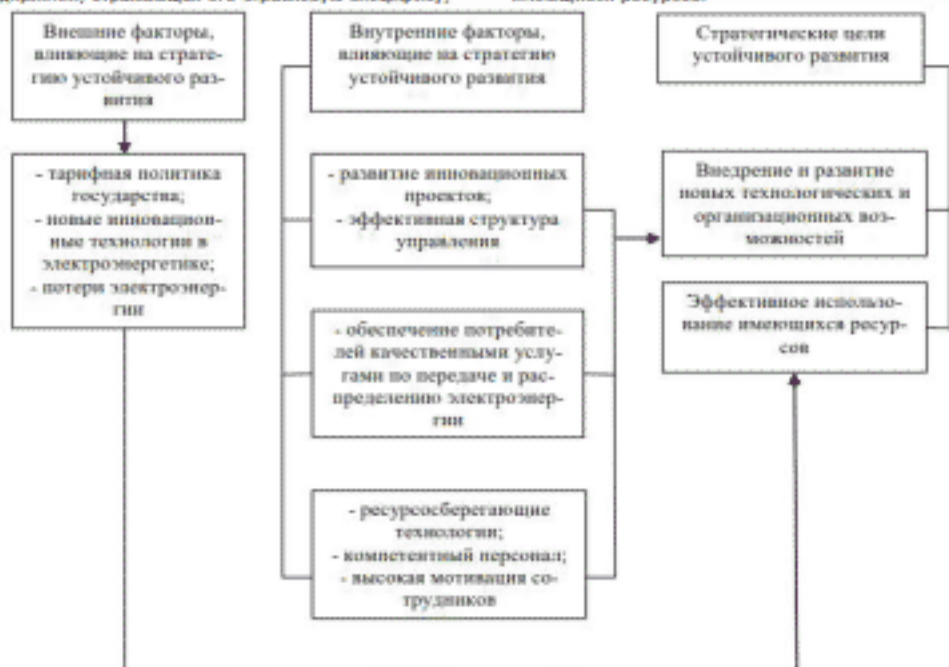 Внешние факторы,
влияющие на страте-
гию устойчивого раз-
вития
- тарифная политика
государства;
- новые инновацион-
ные технологии в
электроэнергетике;
- потери электроэнер-
гии
Внутренние факторы,
влияющие на стратегию
устойчивого развития
- развитие инновационных
проектов;
- эффективная структура
управления
- обеспечение потребите-
лей качественными услу-
гами по передаче и рас-
пределению электроэнер-
гии
- ресурсосберегающие
технологии;
- компетентный персонал;
- высокая мотивация со-
трудников
Стратегические цели
устойчивого развития
Внедрение и развитие
новых технологических и
организационных воз-
можностей
Эффективное использо-
вание имеющихся ресур-
сов